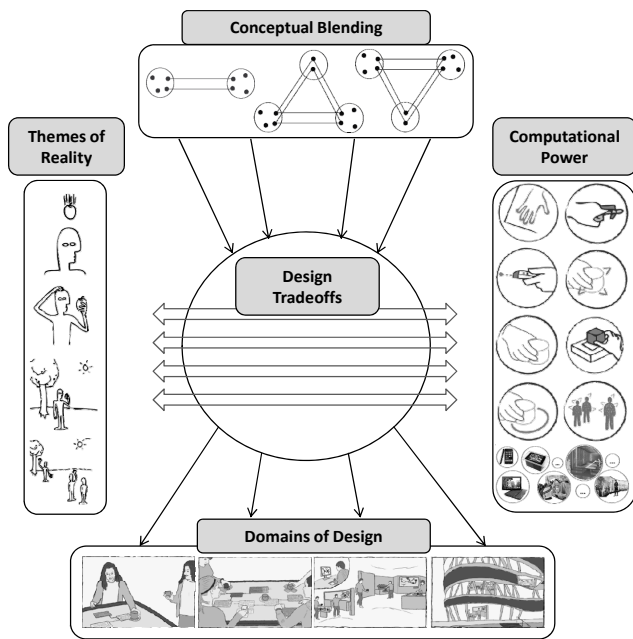 Conceptual Blending
Themes of
Reality
Computational
Power
Design
Tradeoffs
...
...
...
Domains of Design